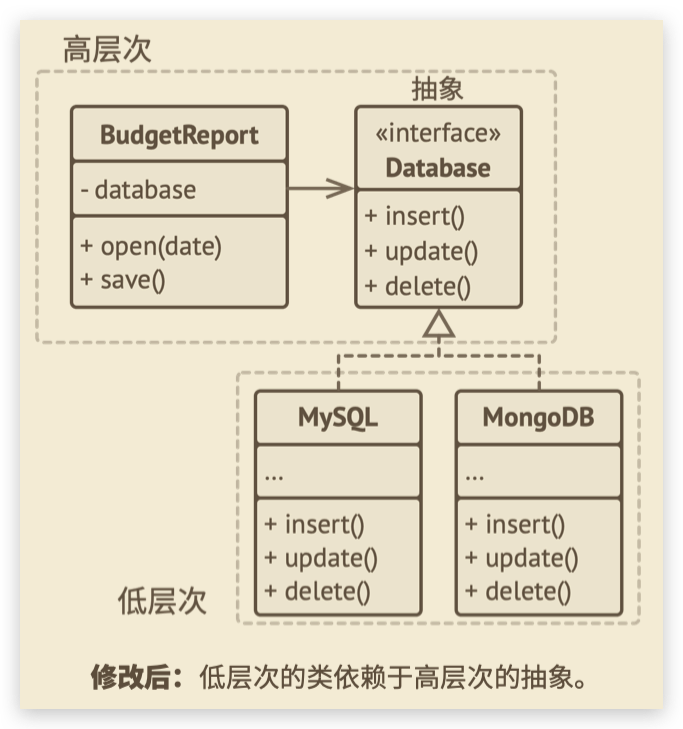 高层次
抽象
BudgetReport
- database
+ open(date)
+ save()
«interface»
Database
+ insert()
+ update()
+ delete()
MySQL
...
+ insert()
+ update()
+ delete()
MongoDB
...
+ insert()
+ update()
+ delete()
低层次
修改后：低层次的类依赖于高层次的抽象。